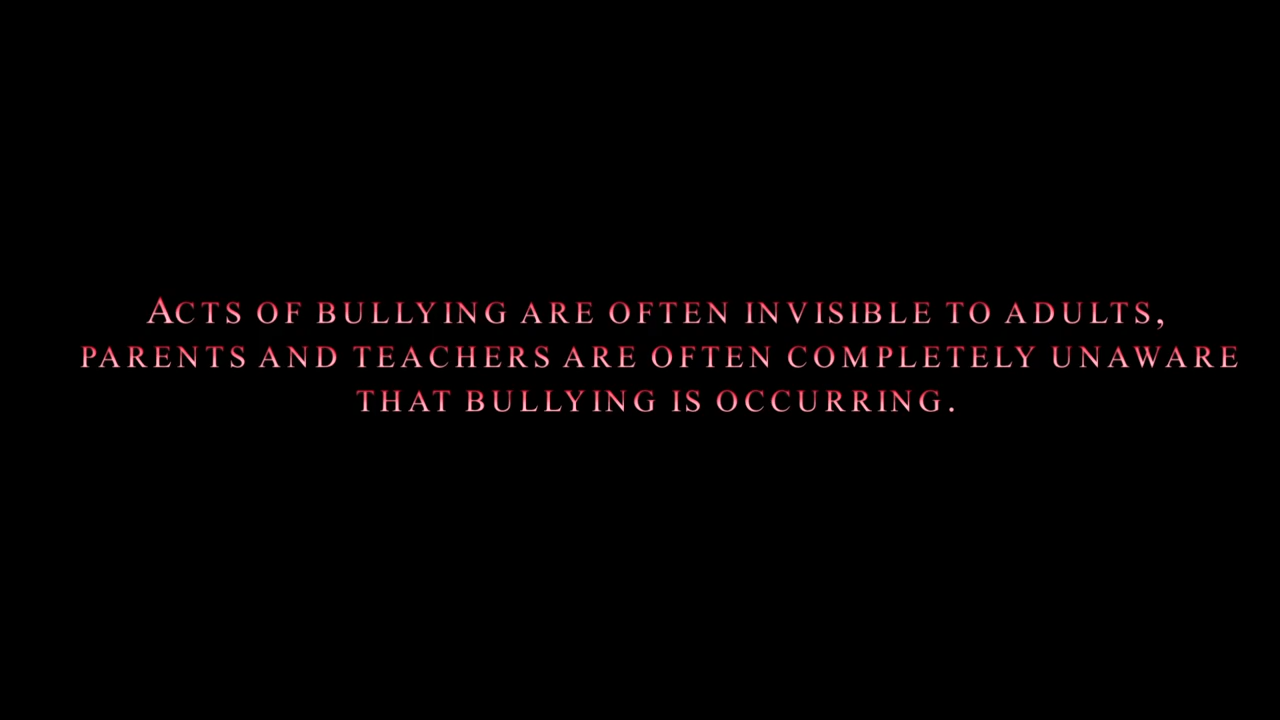 Acts of bullying are often invisible to adults,
parents and teachers are often completely unaware
that bullying is occurring.